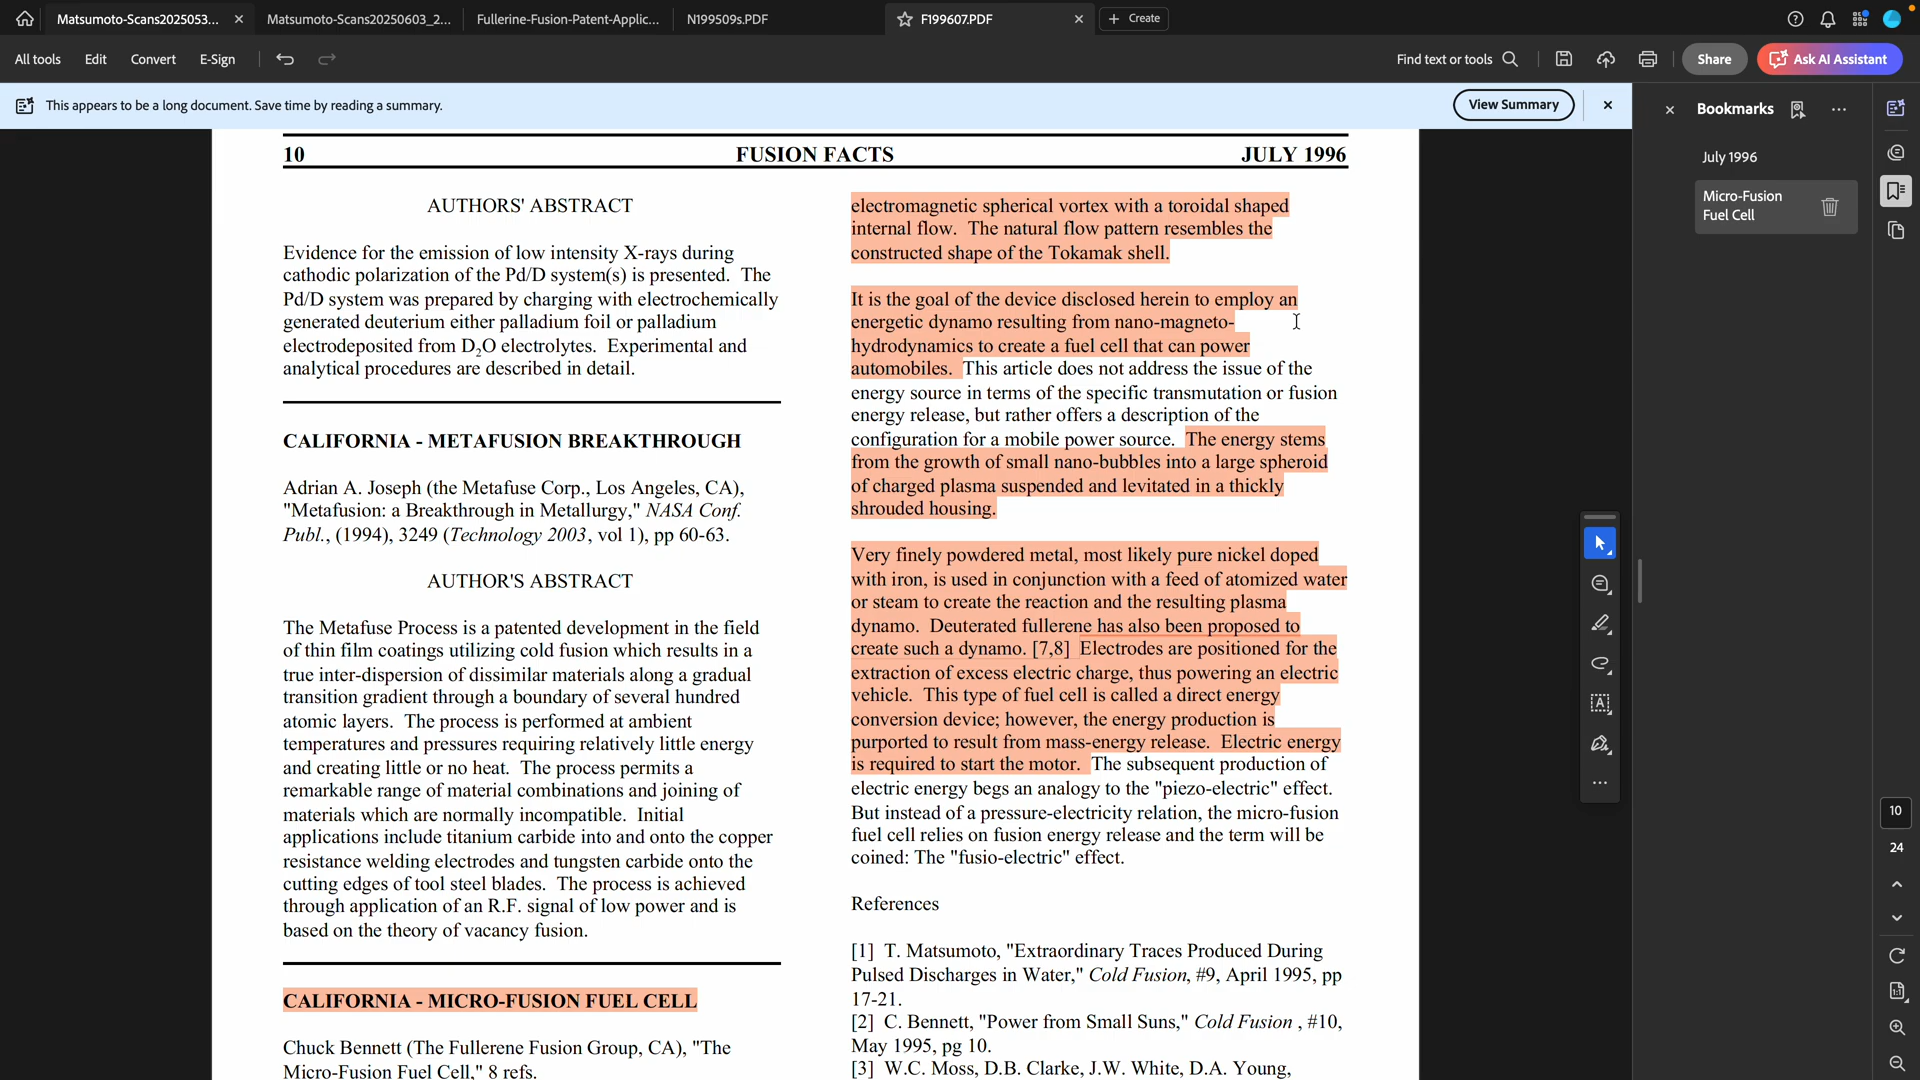 Matsumoto-Scans2025053...
Matsumoto-Scans20250603_2...
Fullerine-Fusion-Patent-Applic...
N199509s.PDF
F199607.PDF
Create
All tools
Edit
Convert
E-Sign
Find text or tools
Share
Ask AI Assistant
This appears to be a long document. Save time by reading a summary.
View Summary
Bookmarks
July 1996
Micro-Fusion
Fuel Cell
10
24
10 FUSION FACTS JULY 1996
AUTHORS' ABSTRACT
Evidence for the emission of low intensity X-rays during
cathodic polarization of the Pd/D system(s) is presented. The
Pd/D system was prepared by charging with electrochemically
generated deuterium either palladium foil or palladium
electrodeposited from D₂O electrolytes. Experimental and
analytical procedures are described in detail.
CALIFORNIA - METAFUSION BREAKTHROUGH
Adrian A. Joseph (the Metafuse Corp., Los Angeles, CA),
"Metafusion: a Breakthrough in Metallurgy," NASA Conf.
Publ., (1994), 3249 (Technology 2003, vol 1), pp 60-63.
AUTHOR'S ABSTRACT
The Metafuse Process is a patented development in the field
of thin film coatings utilizing cold fusion which results in a
true inter-dispersion of dissimilar materials along a gradual
transition gradient through a boundary of several hundred
atomic layers. The process is performed at ambient
temperatures and pressures requiring relatively little energy
and creating little or no heat. The process permits a
remarkable range of material combinations and joining of
materials which are normally incompatible. Initial
applications include titanium carbide into and onto the copper
resistance welding electrodes and tungsten carbide onto the
cutting edges of tool steel blades. The process is achieved
through application of an R.F. signal of low power and is
based on the theory of vacancy fusion.
CALIFORNIA - MICRO-FUSION FUEL CELL
Chuck Bennett (The Fullerene Fusion Group, CA), "The
Micro-Fusion Fuel Cell," 8 refs.
electromagnetic spherical vortex with a toroidal shaped
internal flow. The natural flow pattern resembles the
constructed shape of the Tokamak shell.
It is the goal of the device disclosed herein to employ an
energetic dynamo resulting from nano-magneto-
hydrodynamics to create a fuel cell that can power
automobiles. This article does not address the issue of the
energy source in terms of the specific transmutation or fusion
energy release, but rather offers a description of the
configuration for a mobile power source. The energy stems
from the growth of small nano-bubbles into a large spheroid
of charged plasma suspended and levitated in a thickly
shrouded housing.
Very finely powdered metal, most likely pure nickel doped
with iron, is used in conjunction with a feed of atomized water
or steam to create the reaction and the resulting plasma
dynamo. Deuterated fullerene has also been proposed to
create such a dynamo. [7,8] Electrodes are positioned for the
extraction of excess electric charge, thus powering an electric
vehicle. This type of fuel cell is called a direct energy
conversion device; however, the energy production is
purported to result from mass-energy release. Electric energy
is required to start the motor. The subsequent production of
electric energy begs an analogy to the "piezo-electric" effect.
But instead of a pressure-electricity relation, the micro-fusion
fuel cell relies on fusion energy release and the term will be
coined: The "fusio-electric" effect.
References
[1] T. Matsumoto, "Extraordinary Traces Produced During
Pulsed Discharges in Water," Cold Fusion, #9, April 1995, pp
17-21.
[2] C. Bennett, "Power from Small Suns," Cold Fusion , #10,
May 1995, pg 10.
[3] W.C. Moss, D.B. Clarke, J.W. White, D.A. Young,